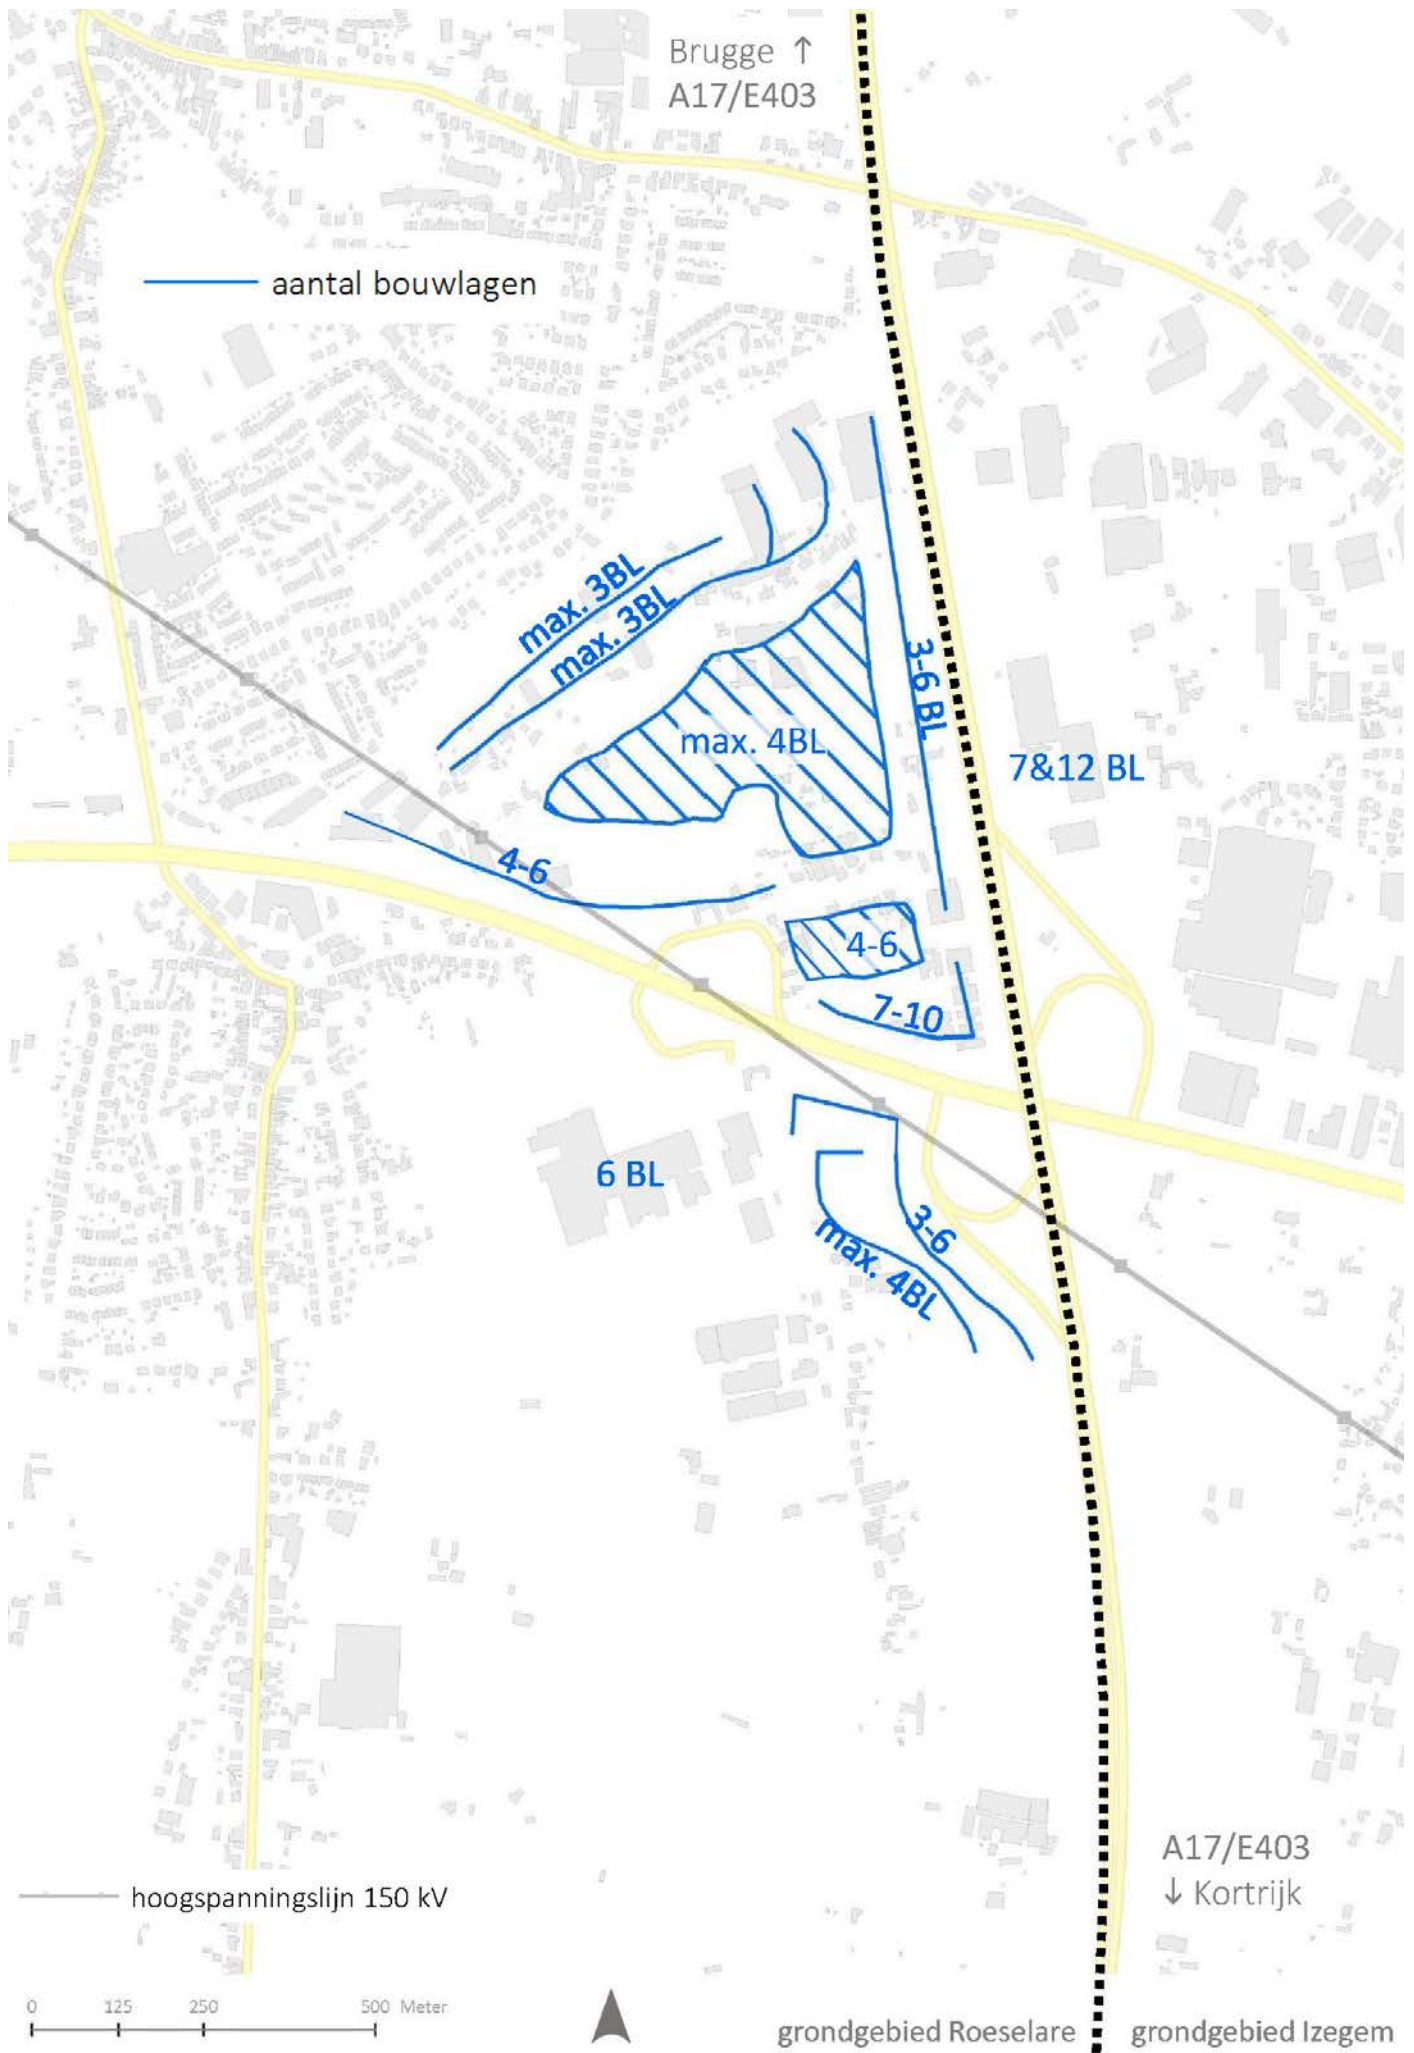 Brugge ↑
A17/E403
aantal bouwlagen
max. 3BL
max. 3BL
3-6 BL
max. 4BL
7&12 BL
4-6
4-6
7-10
6 BL
3-6
max. 4BL
A17/E403
↓ Kortrijk
hoogspanningslijn 150 kV
0 125 250 500 Meter
grondgebied Roeselare
grondgebied Izegem